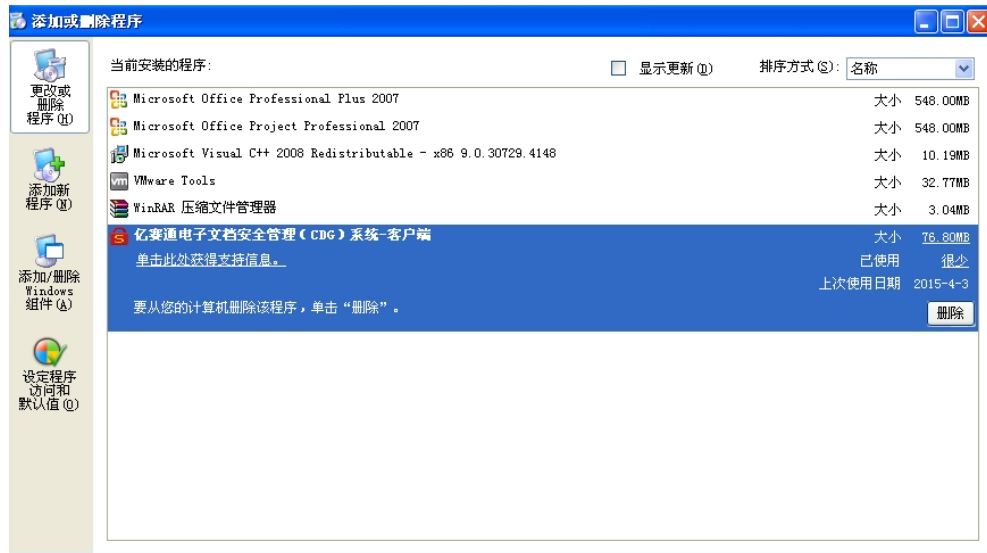 添加或删除程序
更改或
删除
程序(H)
添加新
程序(N)
添加/删除
Windows
组件(A)
设定程序
访问和
默认值(O)
当前安装的程序:
显示更新(D)
排序方式(S): 名称
Microsoft Office Professional Plus 2007 大小 548.00MB
Microsoft Office Project Professional 2007 大小 548.00MB
Microsoft Visual C++ 2008 Redistributable - x86 9.0.30729.4148 大小 10.19MB
VMware Tools 大小 32.77MB
WinRAR 压缩文件管理器 大小 3.04MB
亿赛通电子文档安全管理(CDG)系统-客户端 大小 76.80MB
单击此处获得支持信息。 已使用 很少
上次使用日期 2015-4-3
要从您的计算机删除该程序,单击“删除”。 删除